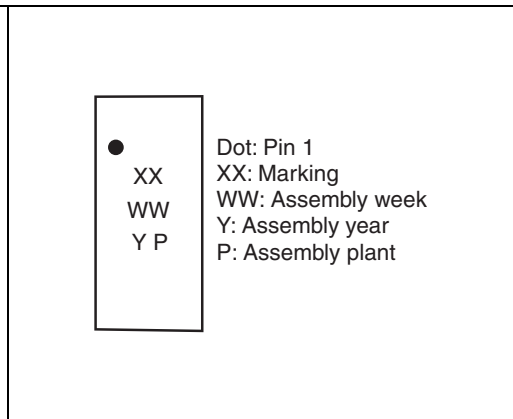 XX
WW
Y P
Dot: Pin 1
XX: Marking
WW: Assembly week
Y: Assembly year
P: Assembly plant